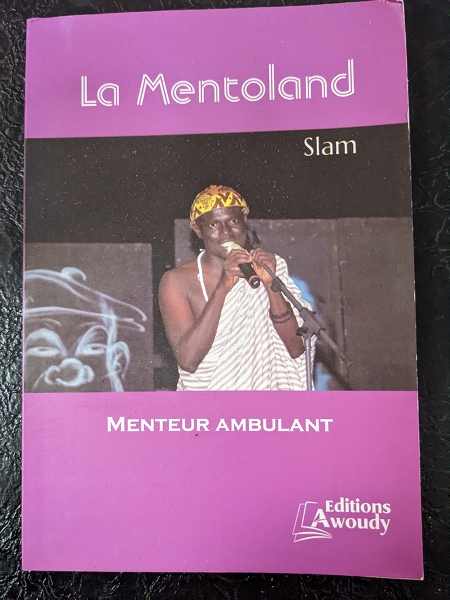 La Mentoland
Slam
MENTEUR AMBULANT
Editions
Awoudy